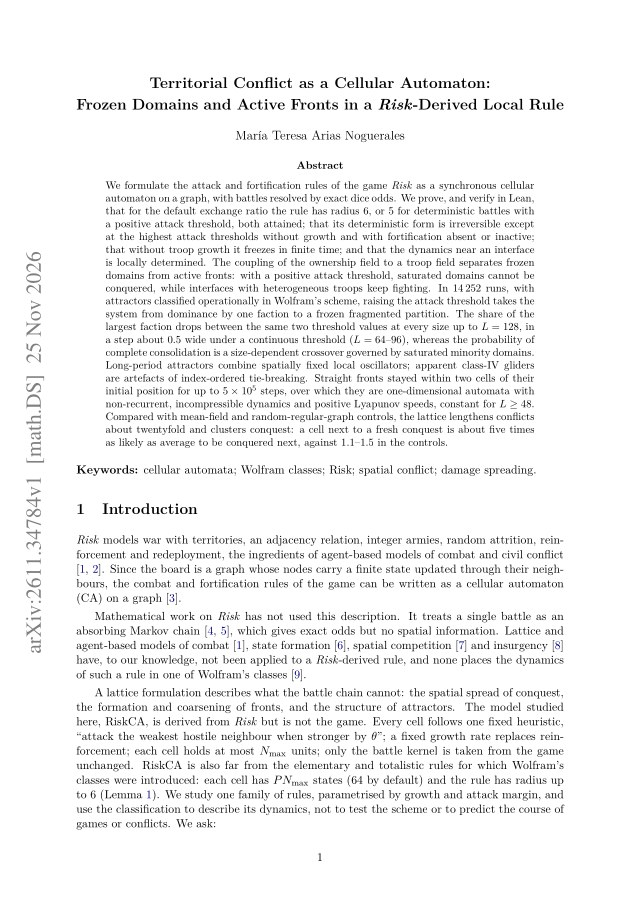 Territorial Conflict as a Cellular Automaton:
Frozen Domains and Active Fronts in a Risk-Derived Local Rule
María Teresa Arias Noguerales
Abstract
We formulate the attack and fortification rules of the game Risk as a synchronous cellular
automaton on a graph, with battles resolved by exact dice odds. We prove, and verify in Lean,
that for the default exchange ratio the rule has radius 6, or 5 for deterministic battles with
a positive attack threshold, both attained; that its deterministic form is irreversible except
at the highest attack thresholds without growth and with fortification absent or inactive;
that without troop growth it freezes in finite time; and that the dynamics near an interface
is locally determined. The coupling of the ownership field to a troop field separates frozen
domains from active fronts: with a positive attack threshold, saturated domains cannot be
conquered, while interfaces with heterogeneous troops keep fighting. In 14 252 runs, with
attractors classified operationally in Wolfram's scheme, raising the attack threshold takes the
system from dominance by one faction to a frozen fragmented partition. The share of the
largest faction drops between the same two threshold values at every size up to L = 128, in
a step about 0.5 wide under a continuous threshold (L = 64–96), whereas the probability of
complete consolidation is a size-dependent crossover governed by saturated minority domains.
Long-period attractors combine spatially fixed local oscillators; apparent class-IV gliders
are artefacts of index-ordered tie-breaking. Straight fronts stayed within two cells of their
initial position for up to 5 × 10⁵ steps, over which they are one-dimensional automata with
non-recurrent, incompressible dynamics and positive Lyapunov speeds, constant for L ≥ 48.
Compared with mean-field and random-regular-graph controls, the lattice lengthens conflicts
about twentyfold and clusters conquest: a cell next to a fresh conquest is about five times
as likely as average to be conquered next, against 1.1–1.5 in the controls.
Keywords: cellular automata; Wolfram classes; Risk; spatial conflict; damage spreading.
1 Introduction
Risk models war with territories, an adjacency relation, integer armies, random attrition, rein-
forcement and redeployment, the ingredients of agent-based models of combat and civil conflict
[1, 2]. Since the board is a graph whose nodes carry a finite state updated through their neigh-
bours, the combat and fortification rules of the game can be written as a cellular automaton
(CA) on a graph [3].
Mathematical work on Risk has not used this description. It treats a single battle as an
absorbing Markov chain [4, 5], which gives exact odds but no spatial information. Lattice and
agent-based models of combat [1], state formation [6], spatial competition [7] and insurgency [8]
have, to our knowledge, not been applied to a Risk-derived rule, and none places the dynamics
of such a rule in one of Wolfram's classes [9].
A lattice formulation describes what the battle chain cannot: the spatial spread of conquest,
the formation and coarsening of fronts, and the structure of attractors. The model studied
here, RiskCA, is derived from Risk but is not the game. Every cell follows one fixed heuristic,
“attack the weakest hostile neighbour when stronger by θ”; a fixed growth rate replaces rein-
forcement; each cell holds at most Nmax units; only the battle kernel is taken from the game
unchanged. RiskCA is also far from the elementary and totalistic rules for which Wolfram's
classes were introduced: each cell has PNmax states (64 by default) and the rule has radius up
to 6 (Lemma 1). We study one family of rules, parametrised by growth and attack margin, and
use the classification to describe its dynamics, not to test the scheme or to predict the course of
games or conflicts. We ask:
1
arXiv:2611.34784v1 [math.DS] 25 Nov 2026